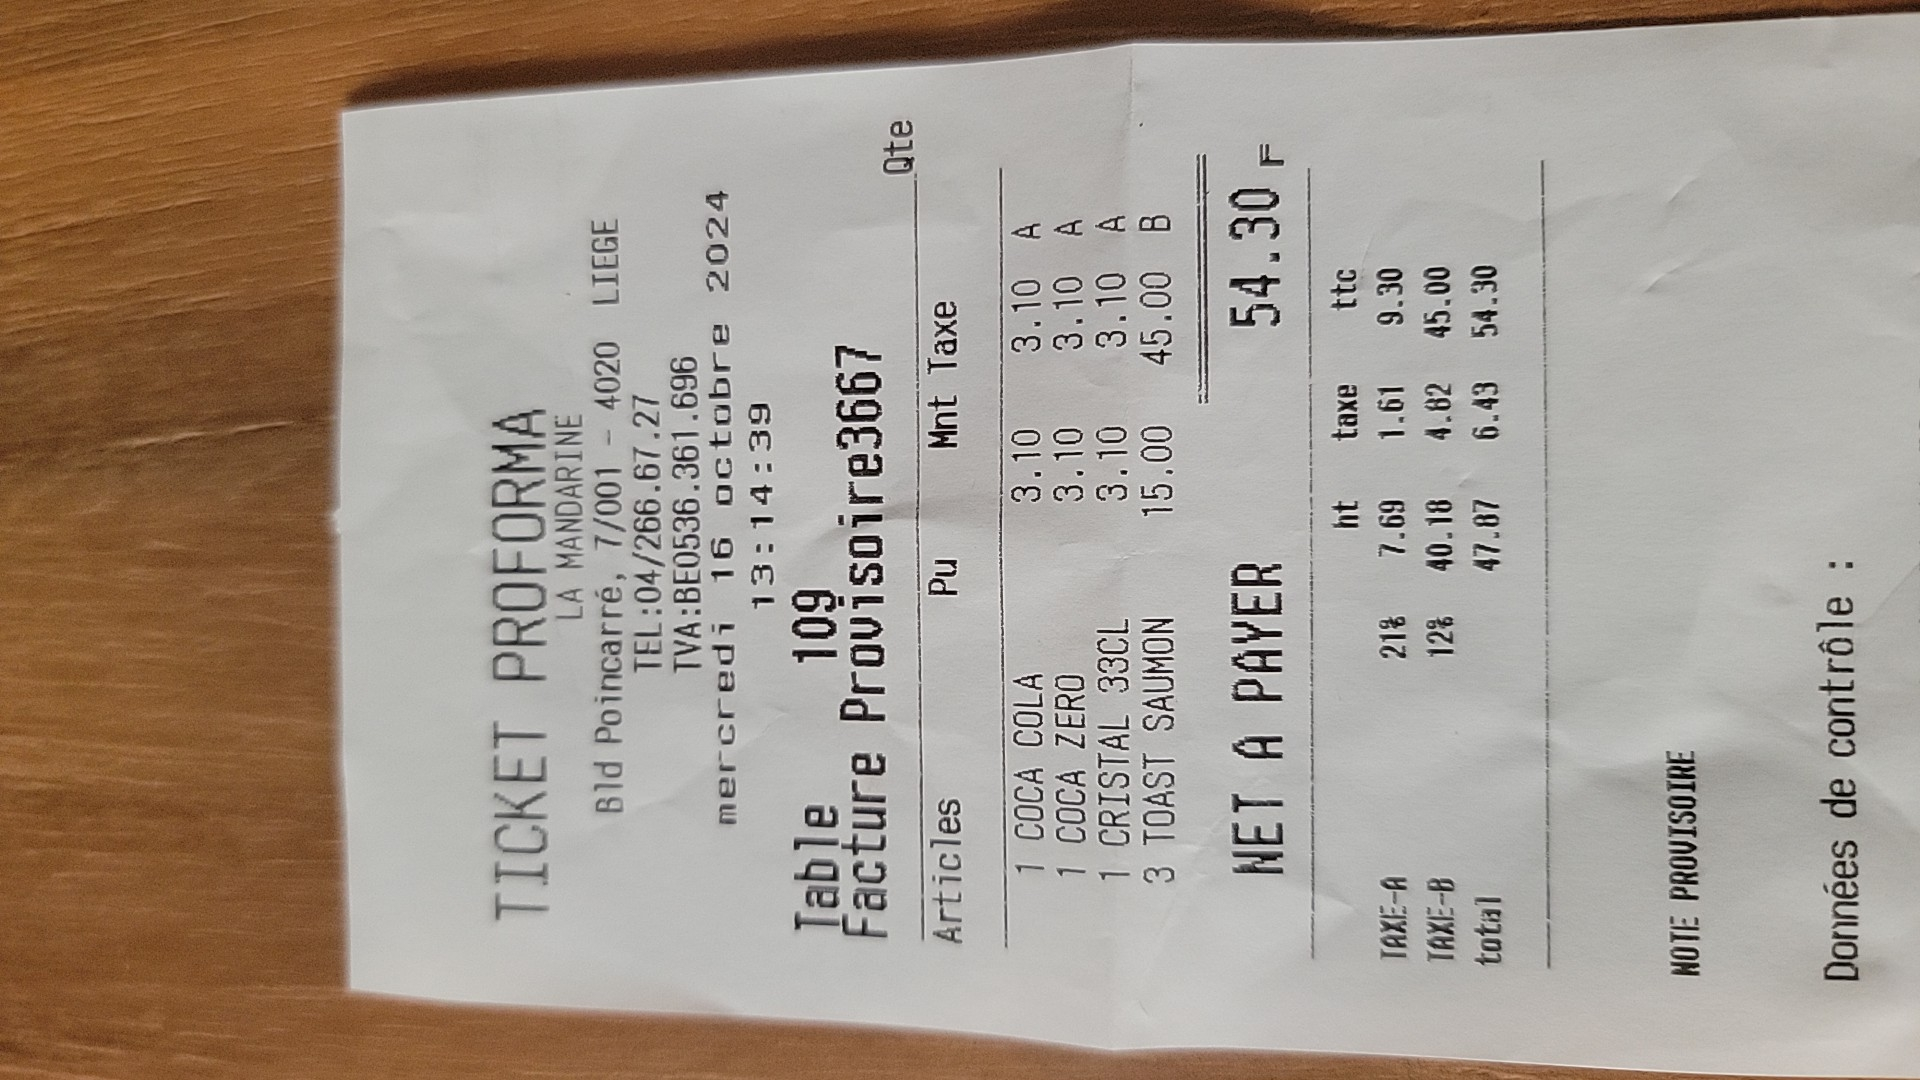 TICKET PROFORMA
LA MANDARINE
Bld Poincarré, 7/001 - 4020 LIEGE
TEL:04/266.67.27
TVA:BE0536.361.696
mercredi 16 octobre 2024
13:14:39
Table 109
Facture Provisoire3667
Qte
Articles Pu Mnt Taxe
1 COCA COLA 3.10 3.10 A
1 COCA ZERO 3.10 3.10 A
1 CRISTAL 33CL 3.10 3.10 A
3 TOAST SAUMON 15.00 45.00 B
NET A PAYER 54.30 F
ht taxe ttc
TAXE-A 21% 7.69 1.61 9.30
TAXE-B 12% 40.18 4.82 45.00
total 47.87 6.43 54.30
NOTE PROVISOIRE
Données de contrôle :